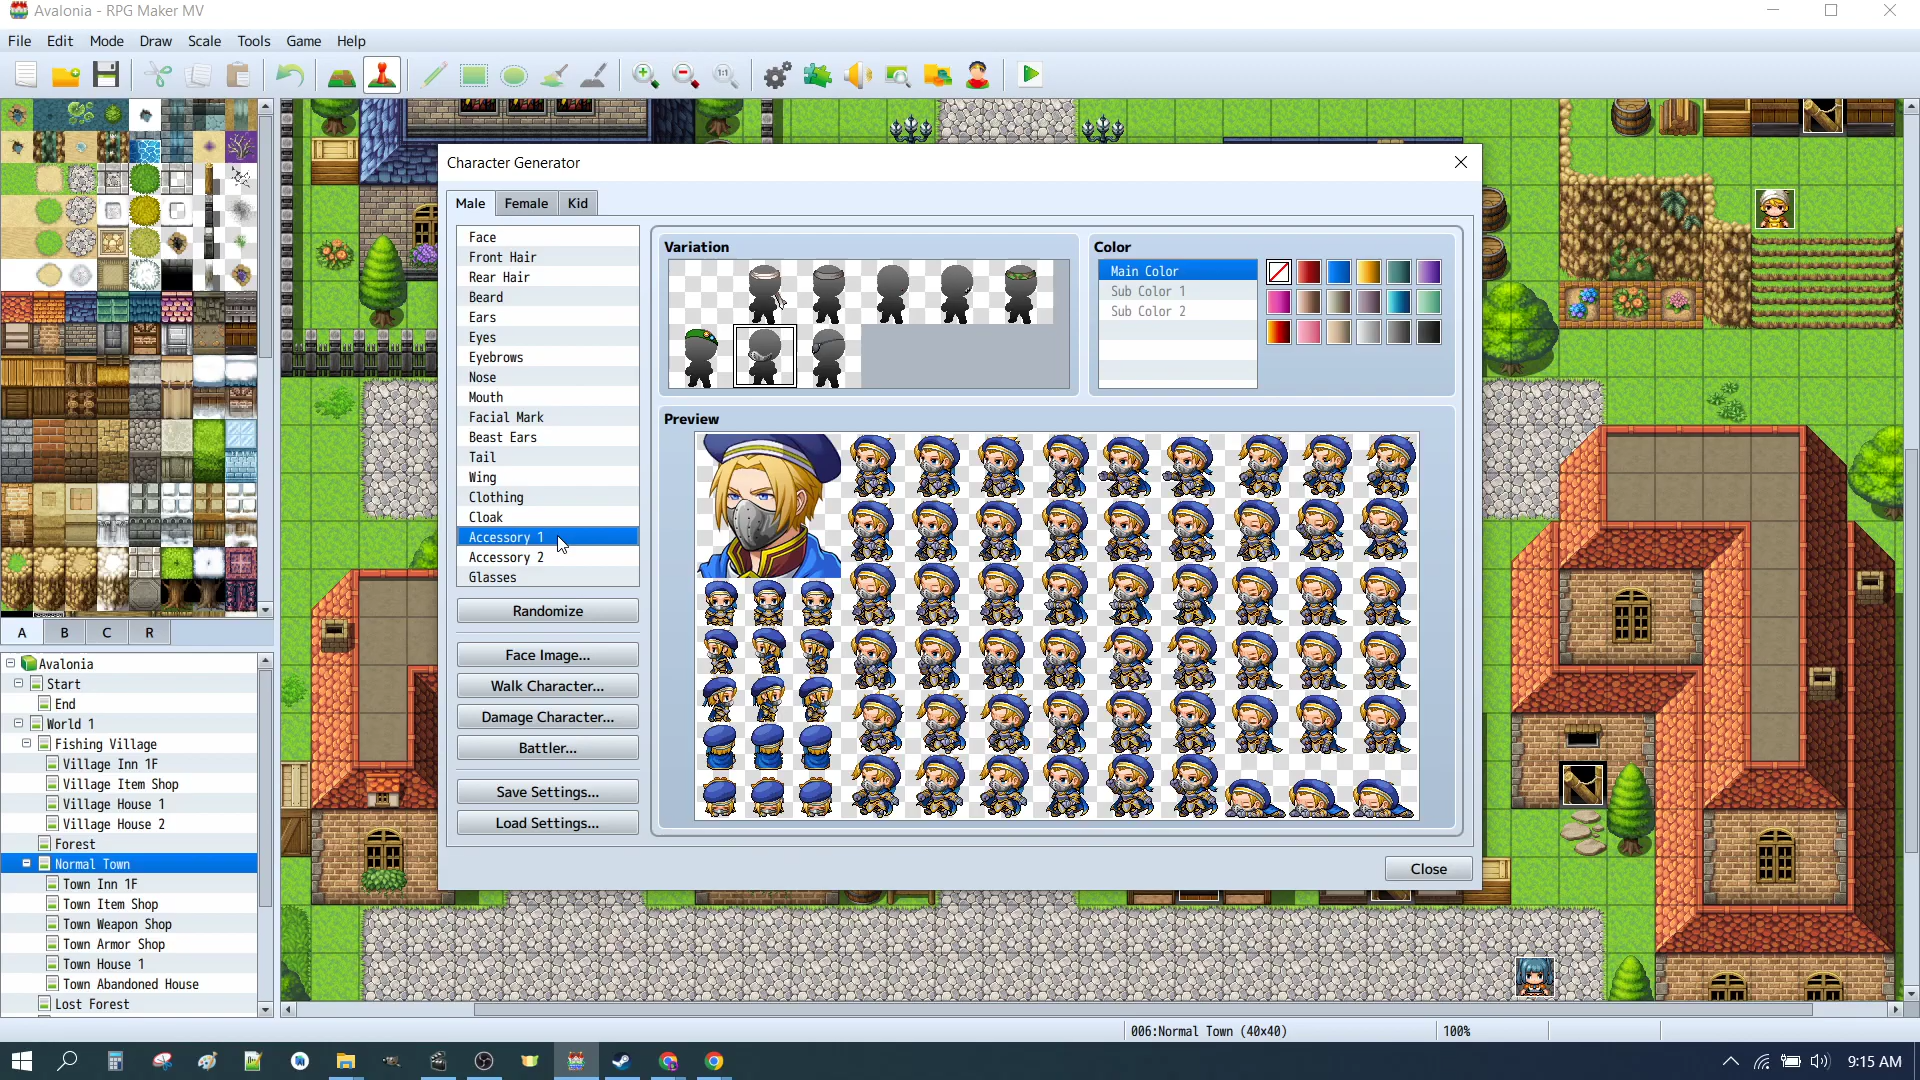 Avalonia - RPG Maker MV
File Edit Mode Draw Scale Tools Game Help
1:1
Character Generator
Male Female Kid
Face
Front Hair
Rear Hair
Beard
Ears
Eyes
Eyebrows
Nose
Mouth
Facial Mark
Beast Ears
Tail
Wing
Clothing
Cloak
Accessory 1
Accessory 2
Glasses
Randomize
Face Image...
Walk Character...
Damage Character...
Battler...
Save Settings...
Load Settings...
Variation
Color
Main Color
Sub Color 1
Sub Color 2
Preview
Close
A B C R
Avalonia
Start
End
World 1
Fishing Village
Village Inn 1F
Village Item Shop
Village House 1
Village House 2
Forest
Normal Town
Town Inn 1F
Town Item Shop
Town Weapon Shop
Town Armor Shop
Town House 1
Town Abandoned House
Lost Forest
006:Normal Town (40x40) 100%
9:15 AM